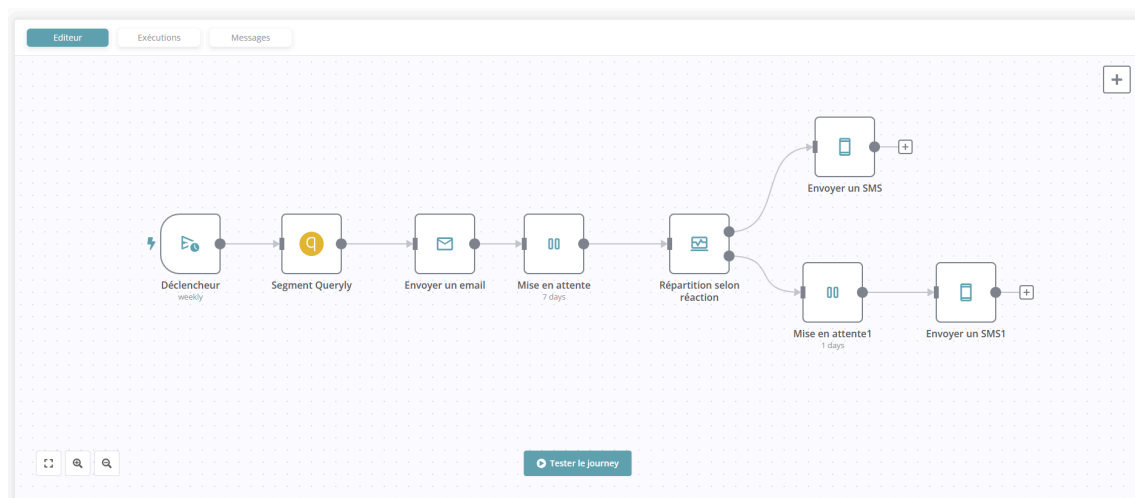 Editeur
Exécutions
Messages
Envoyer un SMS
Déclencheur
weekly
Segment Queryly
Envoyer un email
Mise en attente
7 days
Répartition selon
réaction
Mise en attente1
1 days
Envoyer un SMS1
Tester le journey